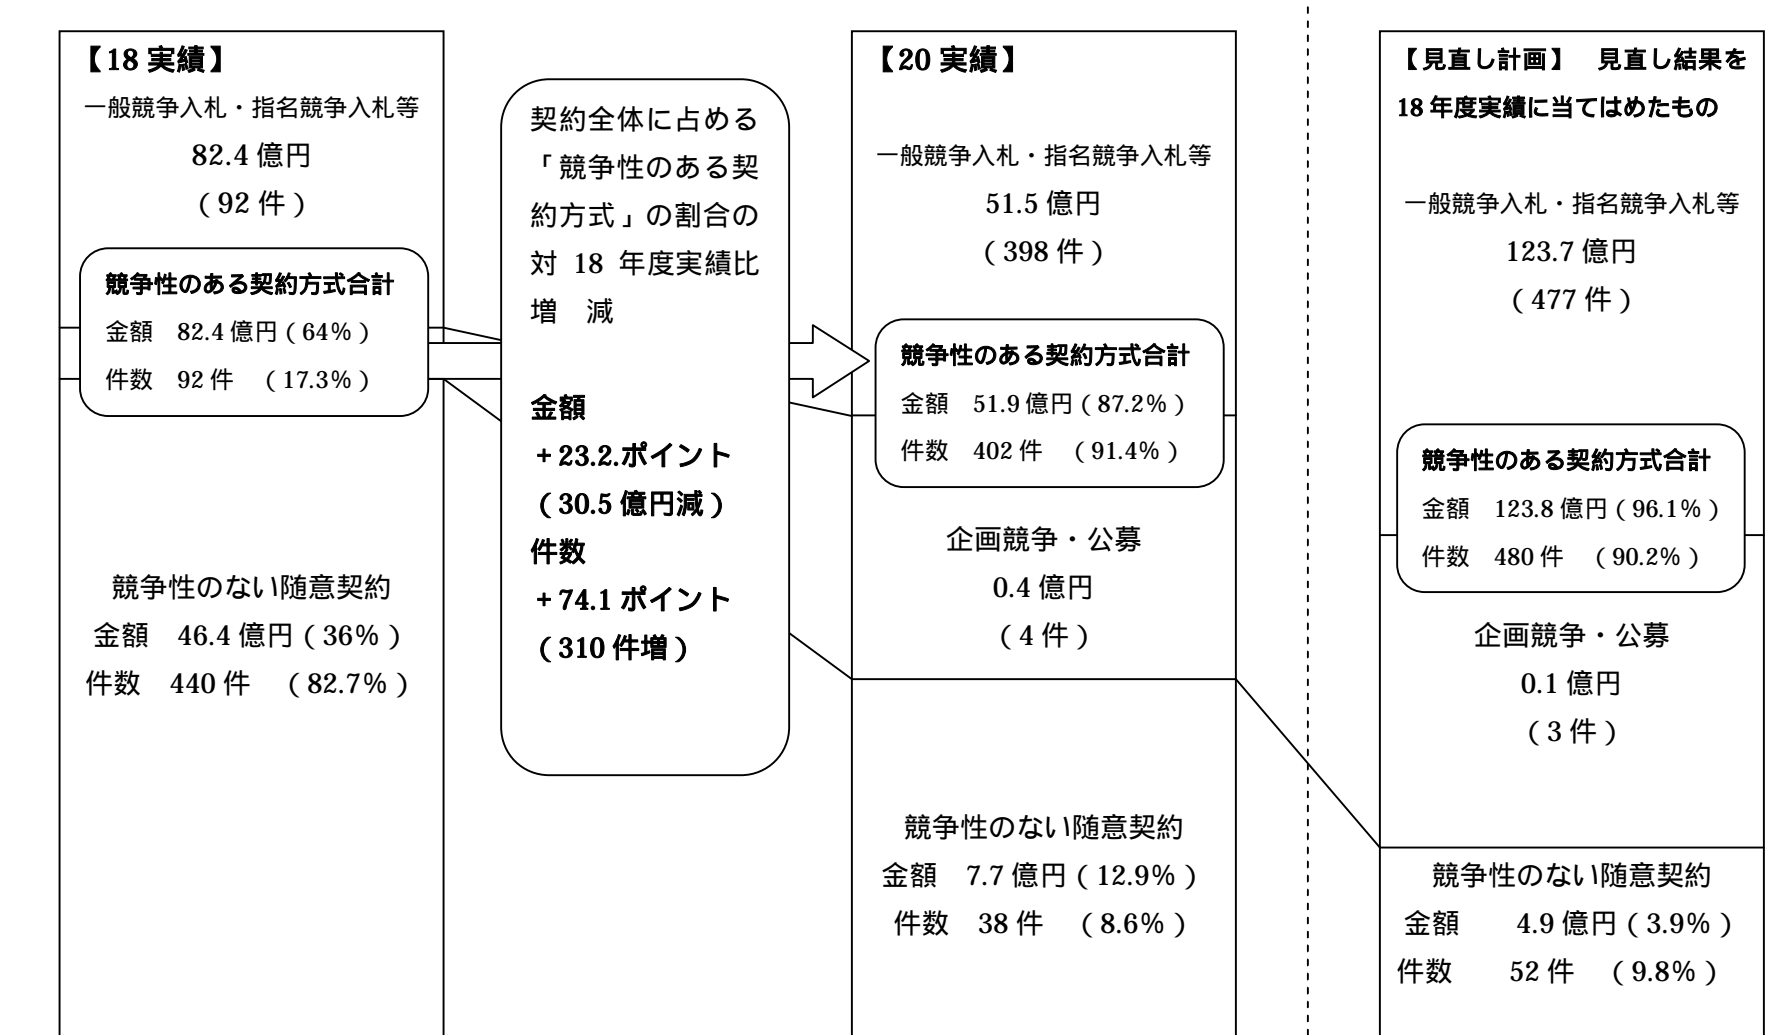 【18 実績】
一般競争入札・指名競争入札等
82.4 億円
(92 件)
競争性のある契約方式合計
金額　82.4 億円(64%)
件数　92 件　(17.3%)
競争性のない随意契約
金額　46.4 億円(36%)
件数　440 件　(82.7%)
契約全体に占める
「競争性のある契
約方式」の割合の
対 18 年度実績比
増　減
金額
+23.2.ポイント
(30.5 億円減)
件数
+74.1 ポイント
(310 件増)
【20 実績】
一般競争入札・指名競争入札等
51.5 億円
(398 件)
競争性のある契約方式合計
金額　51.9 億円(87.2%)
件数　402 件　(91.4%)
企画競争・公募
0.4 億円
(4 件)
競争性のない随意契約
金額　7.7 億円(12.9%)
件数　38 件　(8.6%)
【見直し計画】　見直し結果を
18 年度実績に当てはめたもの
一般競争入札・指名競争入札等
123.7 億円
(477 件)
競争性のある契約方式合計
金額　123.8 億円(96.1%)
件数　480 件　(90.2%)
企画競争・公募
0.1 億円
(3 件)
競争性のない随意契約
金額　4.9 億円(3.9%)
件数　52 件　(9.8%)